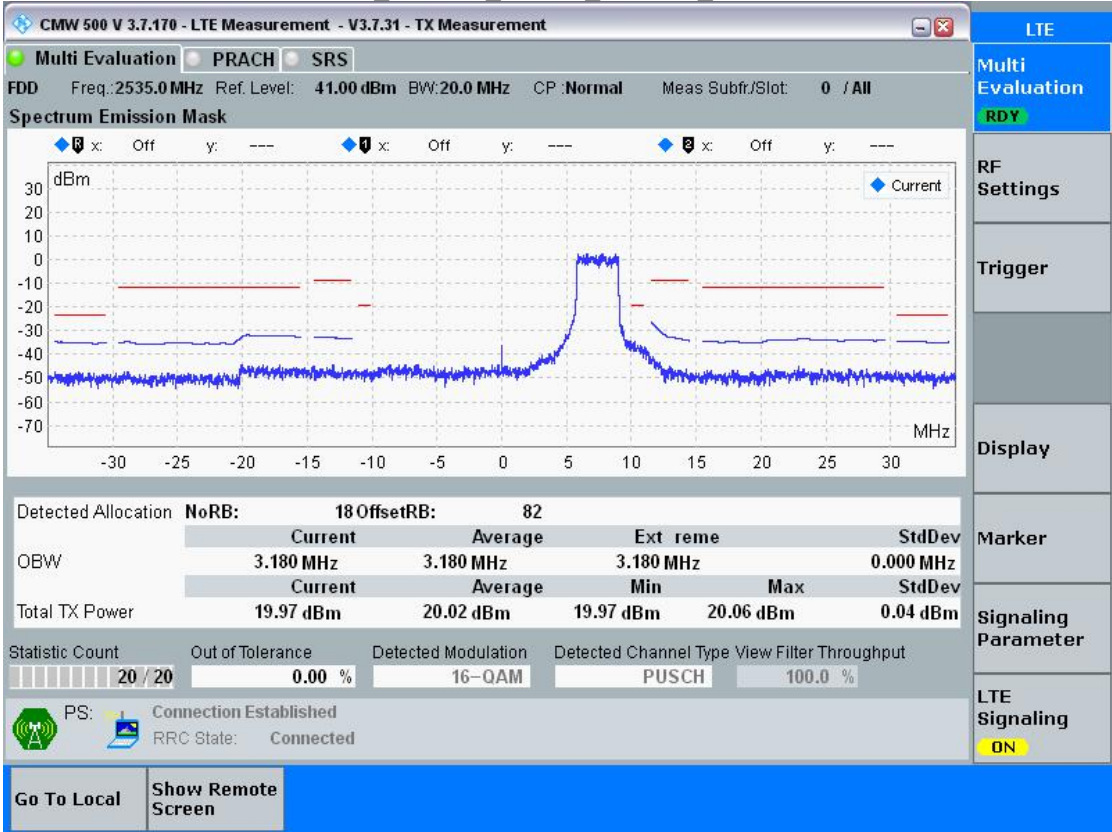 CMW 500 V 3.7.170 - LTE Measurement - V3.7.31 - TX Measurement
LTE
Multi Evaluation PRACH SRS
FDD Freq.:2535.0 MHz Ref. Level: 41.00 dBm BW:20.0 MHz CP :Normal Meas Subfr./Slot: 0 / All
Spectrum Emission Mask
R x: Off y: --- 1 x: Off y: --- 2 x: Off y: ---
dBm
Current
30
20
10
0
-10
-20
-30
-40
-50
-60
-70
MHz
-30 -25 -20 -15 -10 -5 0 5 10 15 20 25 30
Detected Allocation NoRB: 18 OffsetRB: 82
Current Average Ext reme StdDev
OBW 3.180 MHz 3.180 MHz 3.180 MHz 0.000 MHz
Current Average Min Max StdDev
Total TX Power 19.97 dBm 20.02 dBm 19.97 dBm 20.06 dBm 0.04 dBm
Statistic Count Out of Tolerance Detected Modulation Detected Channel Type View Filter Throughput
20 / 20 0.00 % 16-QAM PUSCH 100.0 %
PS: Connection Established
RRC State: Connected
Multi
Evaluation
RDY
RF
Settings
Trigger
Display
Marker
Signaling
Parameter
LTE
Signaling
ON
Go To Local
Show Remote
Screen